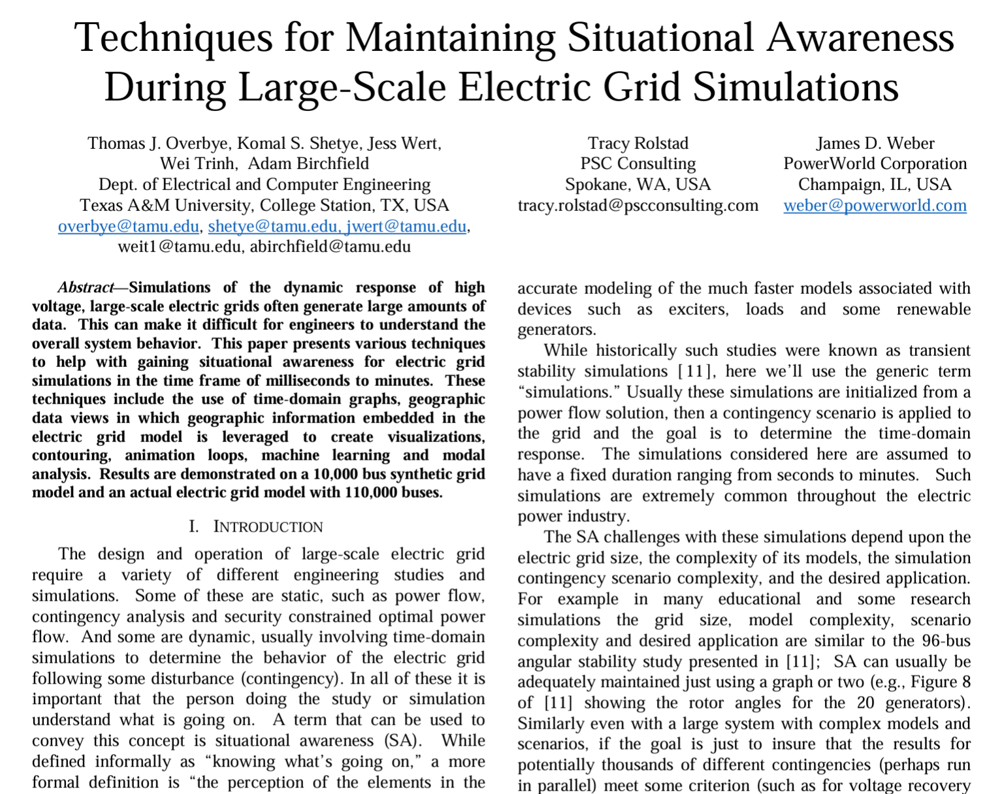 Techniques for Maintaining Situational Awareness
During Large-Scale Electric Grid Simulations
Thomas J. Overbye, Komal S. Shetye, Jess Wert,
Wei Trinh,  Adam Birchfield
Dept. of Electrical and Computer Engineering
Texas A&M University, College Station, TX, USA
overbye@tamu.edu, shetye@tamu.edu, jwert@tamu.edu,
weit1@tamu.edu, abirchfield@tamu.edu
Tracy Rolstad
PSC Consulting
Spokane, WA, USA
tracy.rolstad@pscconsulting.com
James D. Weber
PowerWorld Corporation
Champaign, IL, USA
weber@powerworld.com
Abstract—Simulations of the dynamic response of high
voltage, large-scale electric grids often generate large amounts of
data.  This can make it difficult for engineers to understand the
overall system behavior.  This paper presents various techniques
to help with gaining situational awareness for electric grid
simulations in the time frame of milliseconds to minutes.  These
techniques include the use of time-domain graphs, geographic
data views in which geographic information embedded in the
electric grid model is leveraged to create visualizations,
contouring, animation loops, machine learning and modal
analysis.  Results are demonstrated on a 10,000 bus synthetic grid
model and an actual electric grid model with 110,000 buses.
I. INTRODUCTION
The design and operation of large-scale electric grid
require a variety of different engineering studies and
simulations.  Some of these are static, such as power flow,
contingency analysis and security constrained optimal power
flow.  And some are dynamic, usually involving time-domain
simulations to determine the behavior of the electric grid
following some disturbance (contingency). In all of these it is
important that the person doing the study or simulation
understand what is going on.  A term that can be used to
convey this concept is situational awareness (SA).  While
defined informally as “knowing what’s going on,” a more
formal definition is “the perception of the elements in the
accurate modeling of the much faster models associated with
devices such as exciters, loads and some renewable
generators.
While historically such studies were known as transient
stability simulations [11], here we’ll use the generic term
“simulations.” Usually these simulations are initialized from a
power flow solution, then a contingency scenario is applied to
the grid and the goal is to determine the time-domain
response.  The simulations considered here are assumed to
have a fixed duration ranging from seconds to minutes.  Such
simulations are extremely common throughout the electric
power industry.
The SA challenges with these simulations depend upon the
electric grid size, the complexity of its models, the simulation
contingency scenario complexity, and the desired application.
For example in many educational and some research
simulations the grid size, model complexity, scenario
complexity and desired application are similar to the 96-bus
angular stability study presented in [11];  SA can usually be
adequately maintained just using a graph or two (e.g., Figure 8
of [11] showing the rotor angles for the 20 generators).
Similarly even with a large system with complex models and
scenarios, if the goal is just to insure that the results for
potentially thousands of different contingencies (perhaps run
in parallel) meet some criterion (such as for voltage recovery